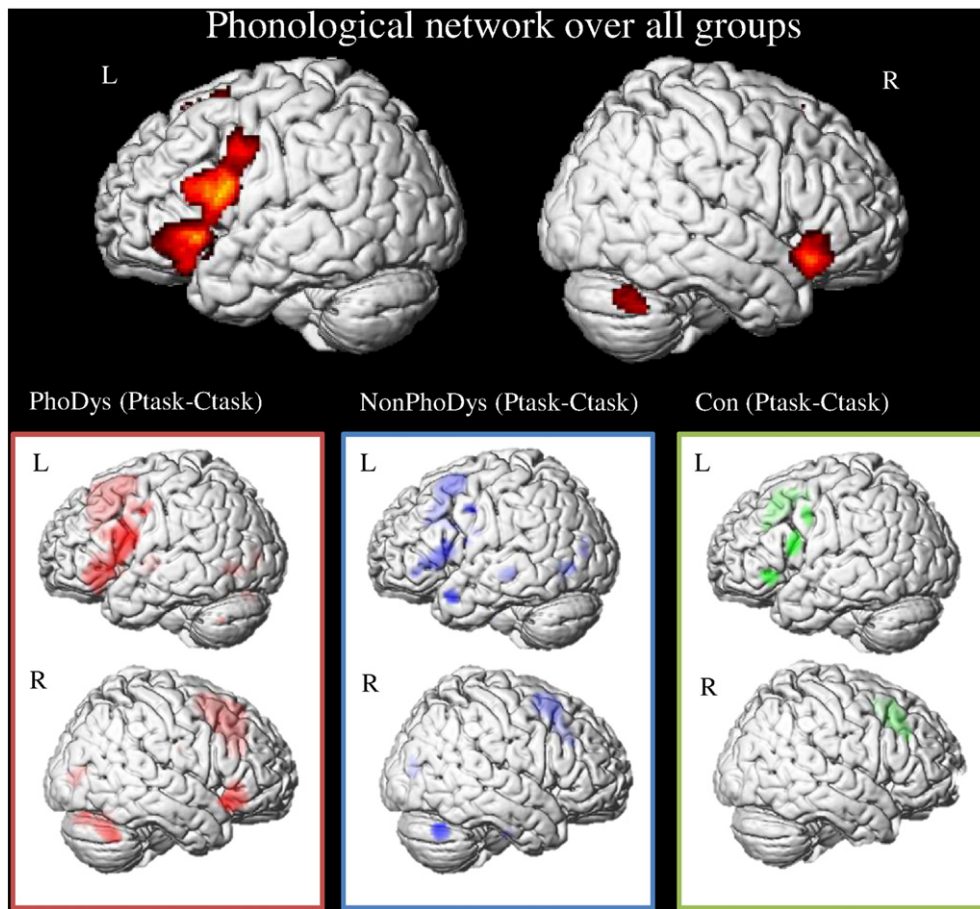 Phonological network over all groups
L
R
PhoDys (Ptask-Ctask)
NonPhoDys (Ptask-Ctask)
Con (Ptask-Ctask)
L
L
L
R
R
R